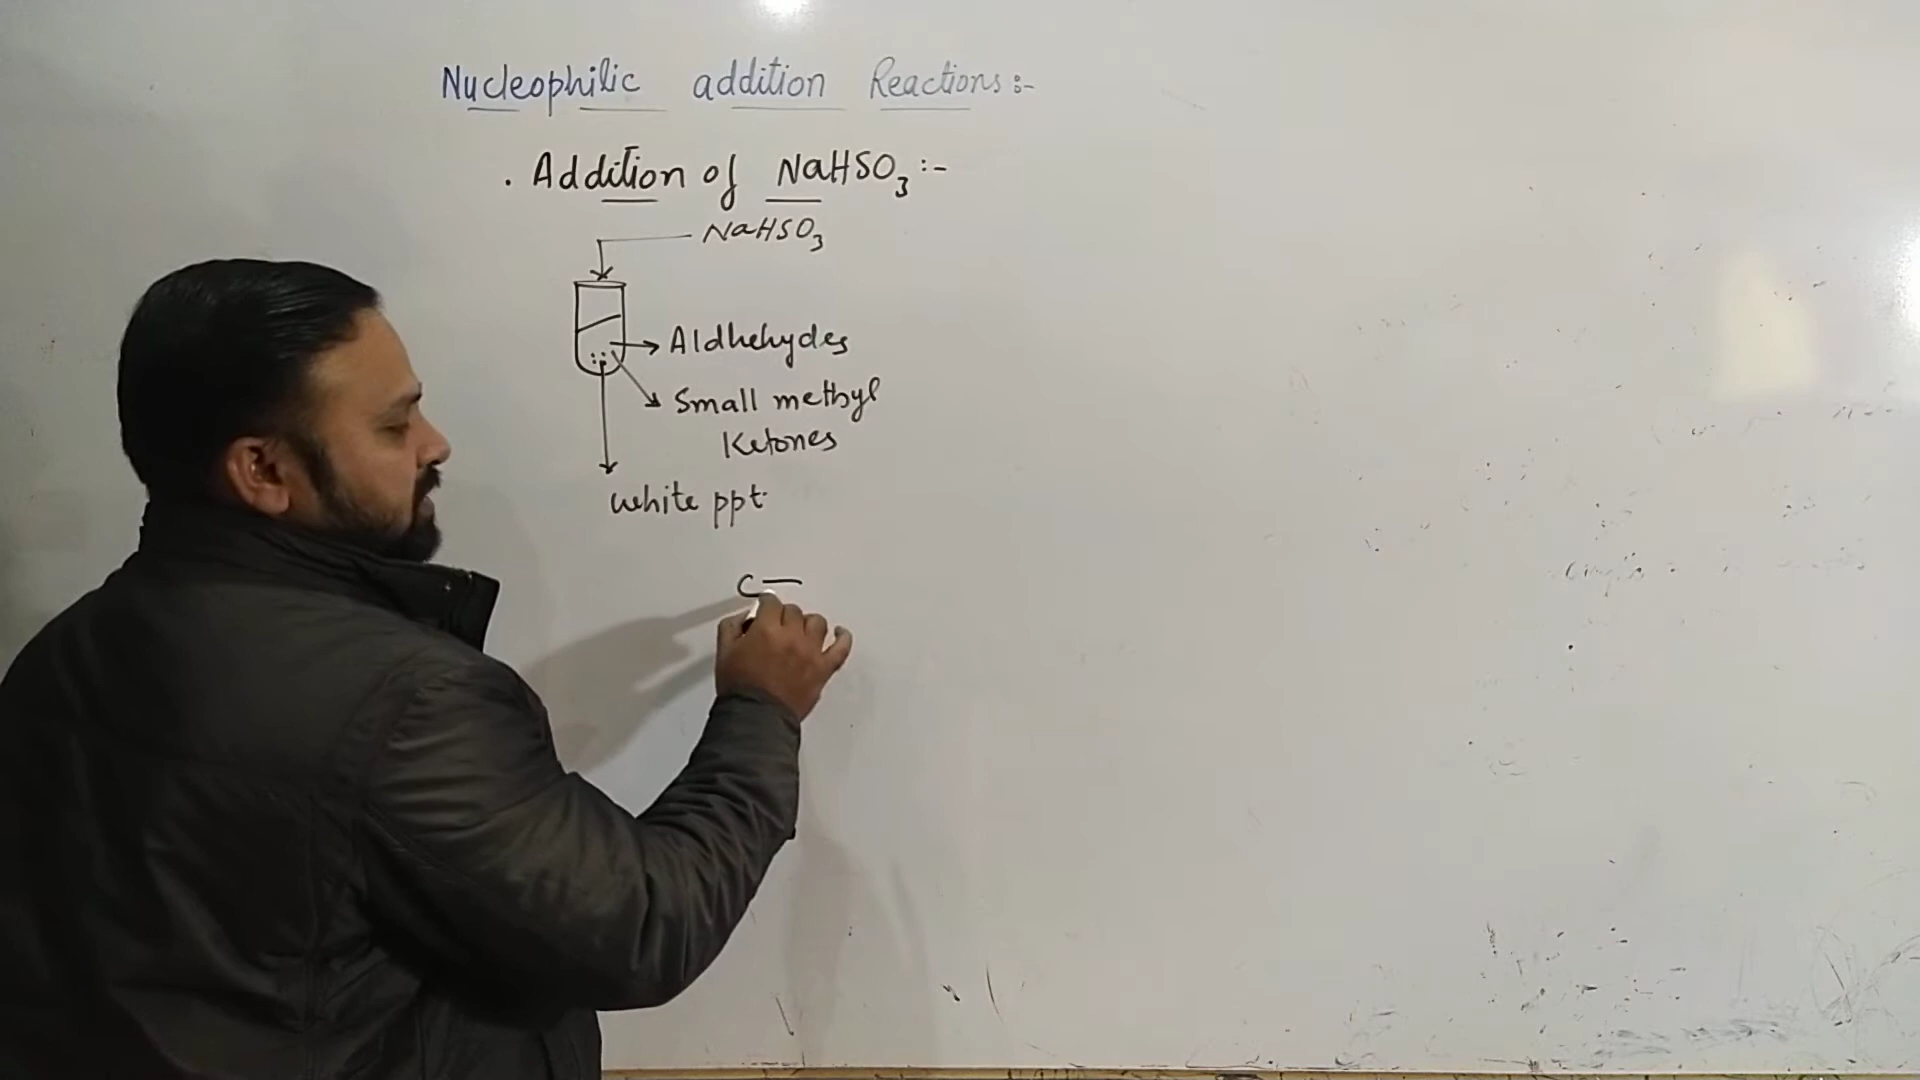 Nucleophilic addition Reactions:-
. Addition of NaHSO3:-
NaHSO3
Aldhehydes
Small methyl
Ketones
white ppt.
C